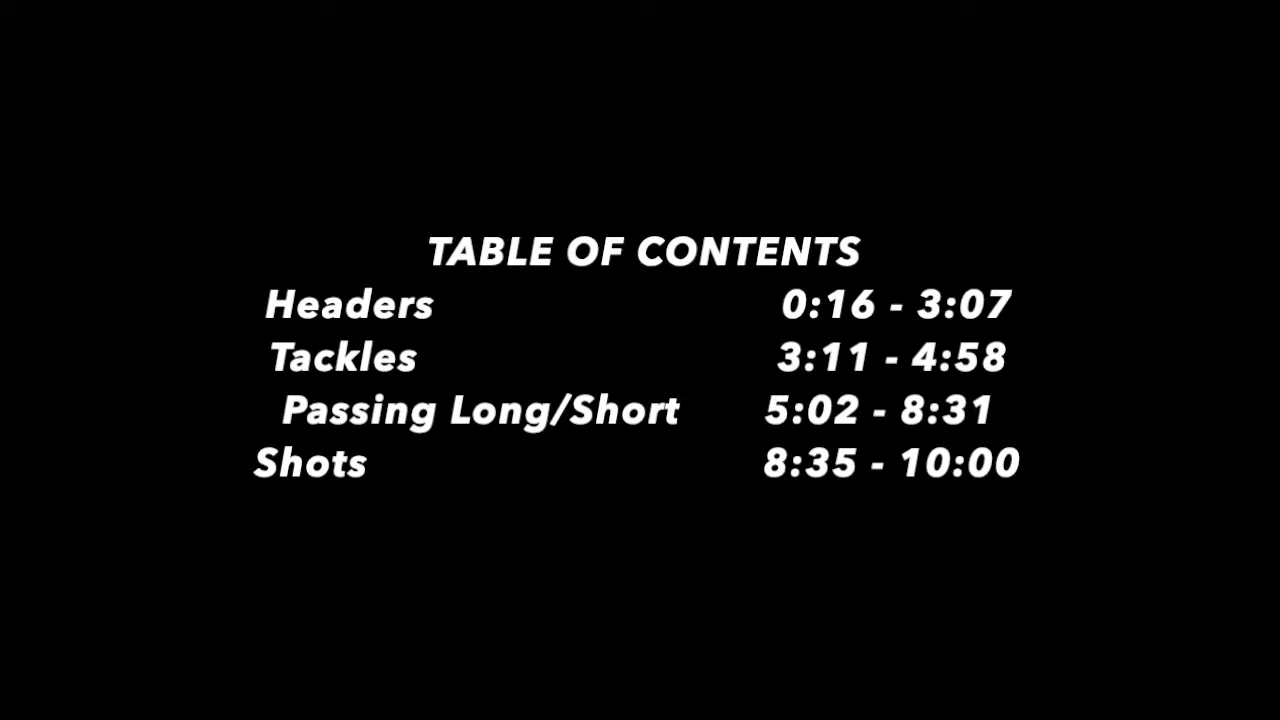 TABLE OF CONTENTS
Headers 0:16 - 3:07
Tackles 3:11 - 4:58
Passing Long/Short 5:02 - 8:31
Shots 8:35 - 10:00